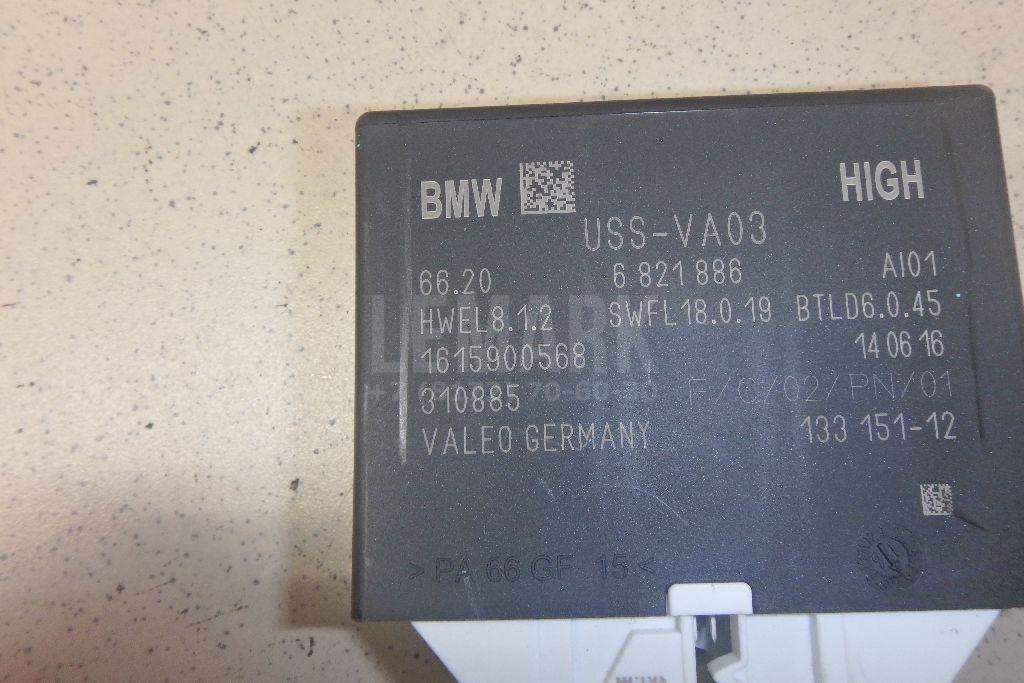 BMW HIGH
USS-VA03
66.20 6 821 886 AI01
HWEL8.1.2 SWFL18.0.19 BTLD6.0.45
LEMARK
1615900568 14 06 16
310885 F/C/02/PN/01
VALEO GERMANY 133 151-12
>PA 66 GF 15<